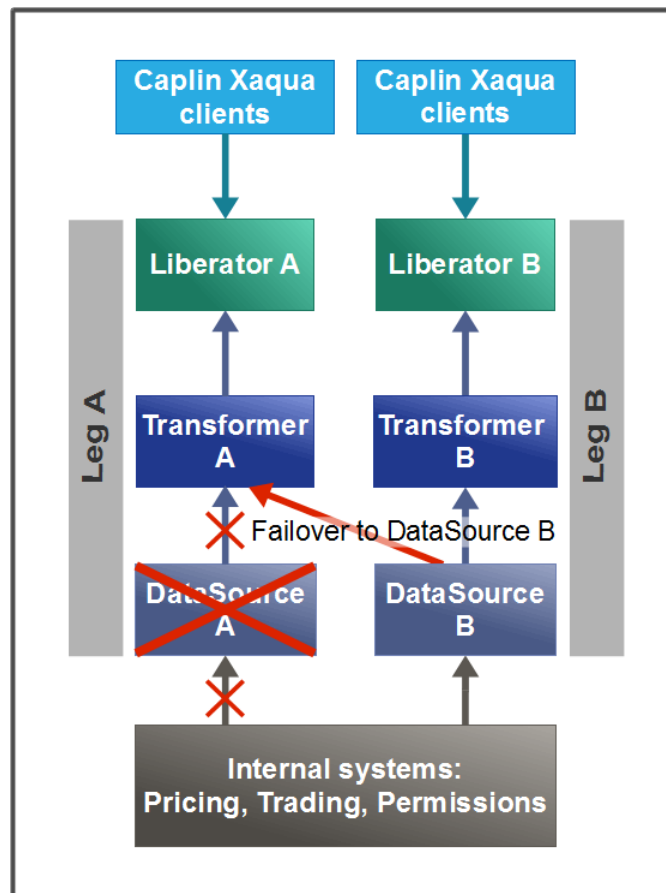 Caplin Xaqua
clients
Caplin Xaqua
clients
Liberator A
Liberator B
Leg A
Leg B
Transformer
A
Transformer
B
Failover to DataSource B
DataSource
A
DataSource
B
Internal systems:
Pricing, Trading, Permissions